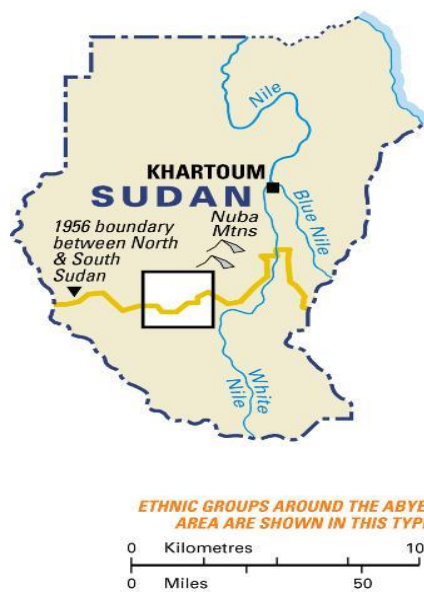 Nile
KHARTOUM
SUDAN
Blue Nile
Nuba
Mtns
1956 boundary
between North
& South
Sudan
White
Nile
ETHNIC GROUPS AROUND THE ABYE
AREA ARE SHOWN IN THIS TYP
0 Kilometres 10
0 Miles 50